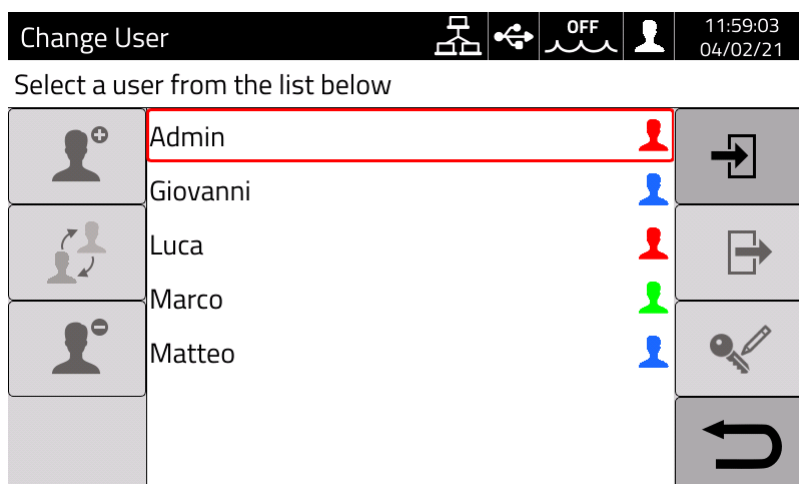 Change User
OFF
11:59:03
04/02/21
Select a user from the list below
Admin
Giovanni
Luca
Marco
Matteo